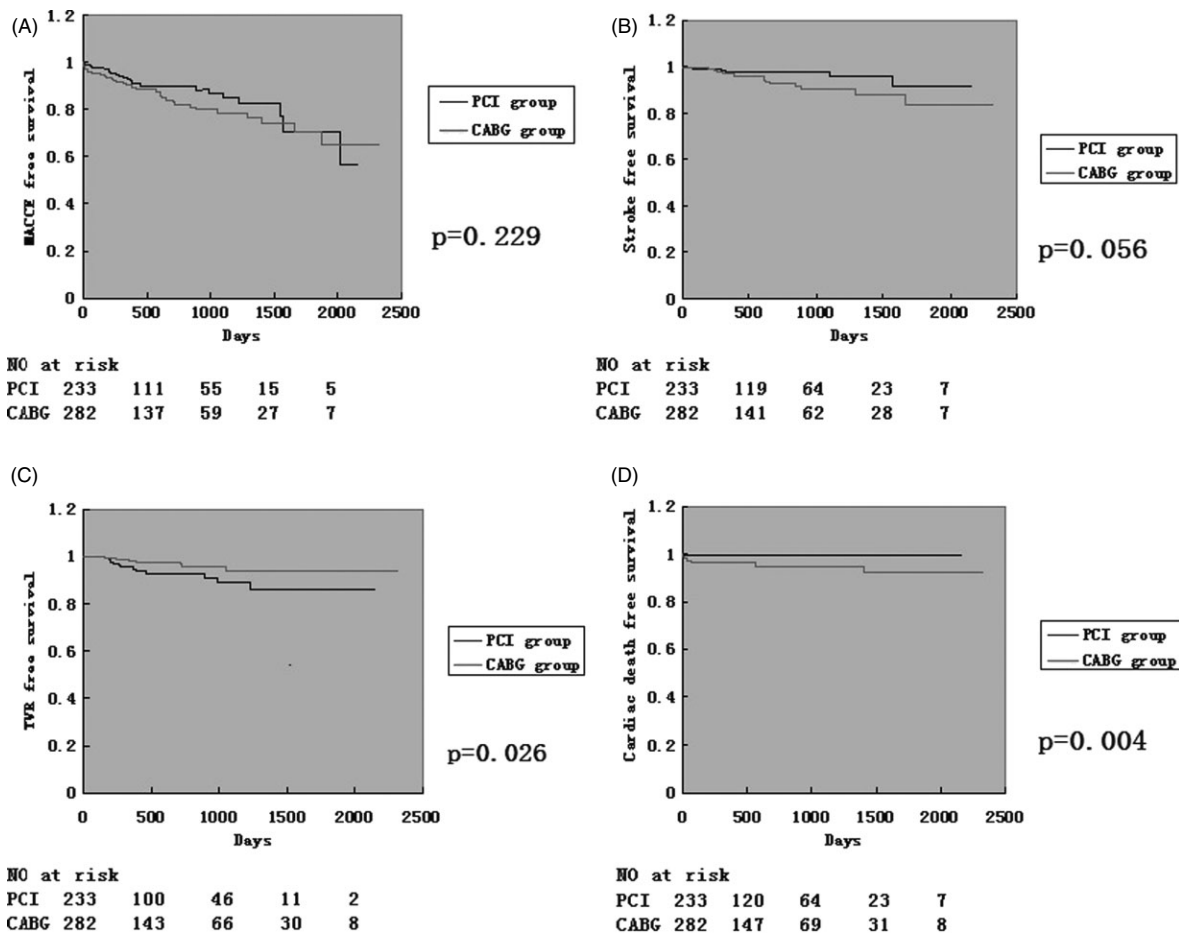 (A)
1.2
1
0.8
0.6
0.4
0.2
0
MACCE free survival
0 500 1000 1500 2000 2500
Days
PCI group
CABG group
p=0.229
NO at risk
PCI 233 111 55 15 5
CABG 282 137 59 27 7
(B)
1.2
1
0.8
0.6
0.4
0.2
0
Stroke free survival
0 500 1000 1500 2000 2500
Days
PCI group
CABG group
p=0.056
NO at risk
PCI 233 119 64 23 7
CABG 282 141 62 28 7
(C)
1.2
1
0.8
0.6
0.4
0.2
0
TVR free survival
0 500 1000 1500 2000 2500
Days
PCI group
CABG group
p=0.026
NO at risk
PCI 233 100 46 11 2
CABG 282 143 66 30 8
(D)
1.2
1
0.8
0.6
0.4
0.2
0
Cardiac death free survival
0 500 1000 1500 2000 2500
Days
PCI group
CABG group
p=0.004
NO at risk
PCI 233 120 64 23 7
CABG 282 147 69 31 8